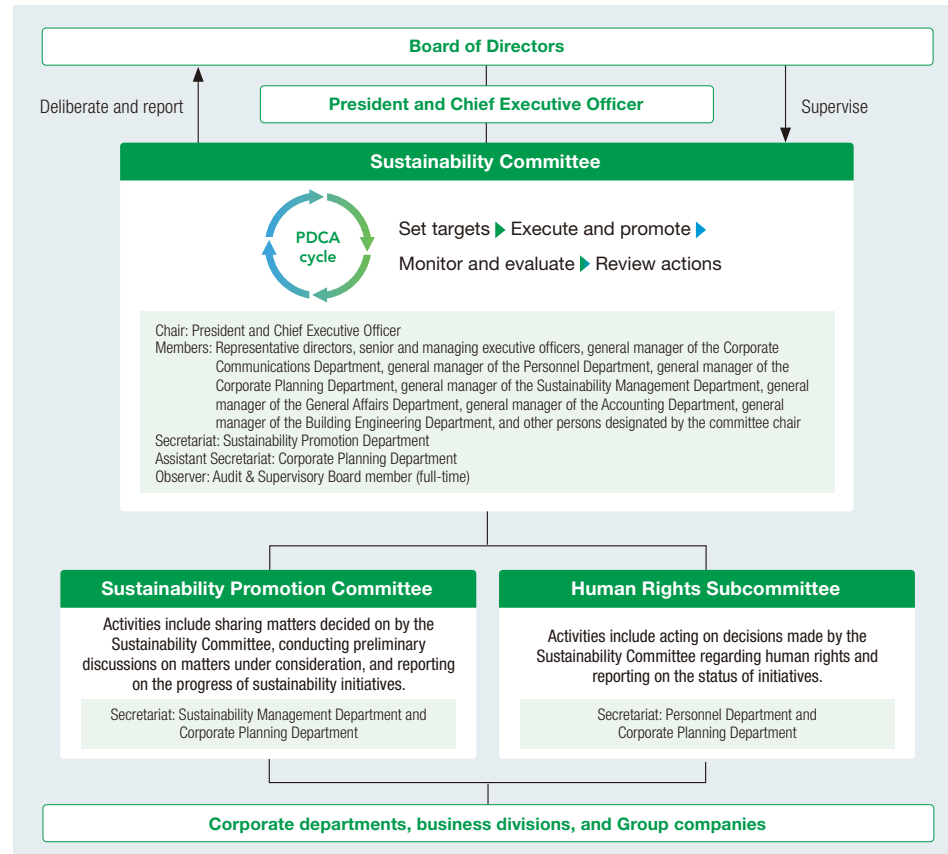 Board of Directors
Deliberate and report
President and Chief Executive Officer
Supervise
Sustainability Committee
PDCA
cycle
Set targets ▶ Execute and promote ▶
Monitor and evaluate ▶ Review actions
Chair: President and Chief Executive Officer
Members: Representative directors, senior and managing executive officers, general manager of the Corporate
Communications Department, general manager of the Personnel Department, general manager of the
Corporate Planning Department, general manager of the Sustainability Management Department, general
manager of the General Affairs Department, general manager of the Accounting Department, general
manager of the Building Engineering Department, and other persons designated by the committee chair
Secretariat: Sustainability Promotion Department
Assistant Secretariat: Corporate Planning Department
Observer: Audit & Supervisory Board member (full-time)
Sustainability Promotion Committee
Activities include sharing matters decided on by the
Sustainability Committee, conducting preliminary
discussions on matters under consideration, and reporting
on the progress of sustainability initiatives.
Secretariat: Sustainability Management Department and
Corporate Planning Department
Human Rights Subcommittee
Activities include acting on decisions made by the
Sustainability Committee regarding human rights and
reporting on the status of initiatives.
Secretariat: Personnel Department and
Corporate Planning Department
Corporate departments, business divisions, and Group companies